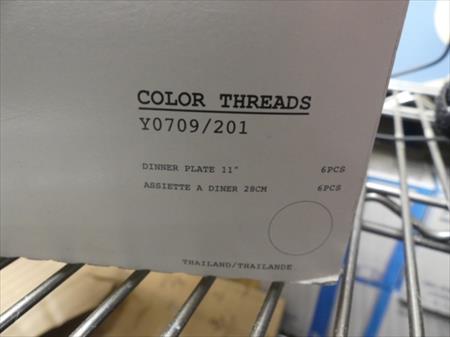 COLOR THREADS
Y0709/201
DINNER PLATE 11" 6PCS
ASSIETTE A DINER 28CM 6PCS
THAILAND/THAILANDE